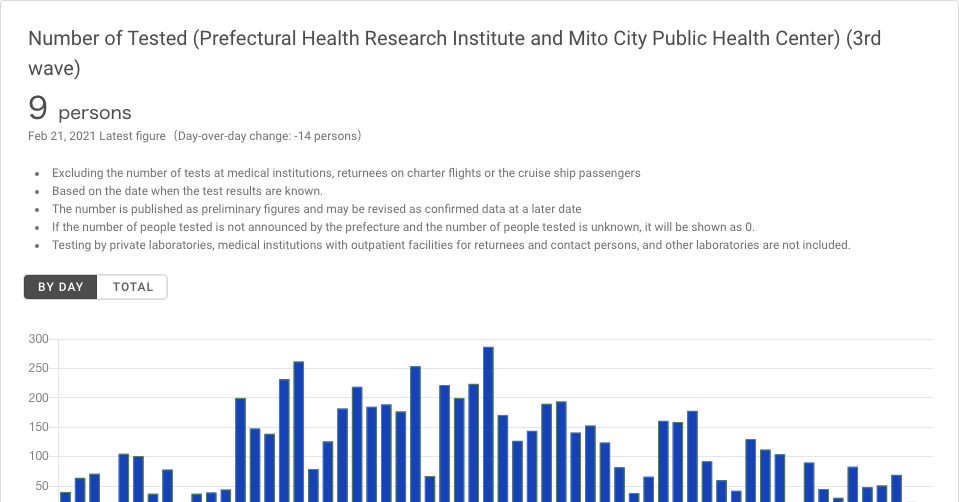 Number of Tested (Prefectural Health Research Institute and Mito City Public Health Center) (3rd
wave)
9 persons
Feb 21, 2021 Latest figure（Day-over-day change: -14 persons）
• Excluding the number of tests at medical institutions, returnees on charter flights or the cruise ship passengers
• Based on the date when the test results are known.
• The number is published as preliminary figures and may be revised as confirmed data at a later date
• If the number of people tested is not announced by the prefecture and the number of people tested is unknown, it will be shown as 0.
• Testing by private laboratories, medical institutions with outpatient facilities for returnees and contact persons, and other laboratories are not included.
BY DAY TOTAL
300
250
200
150
100
50